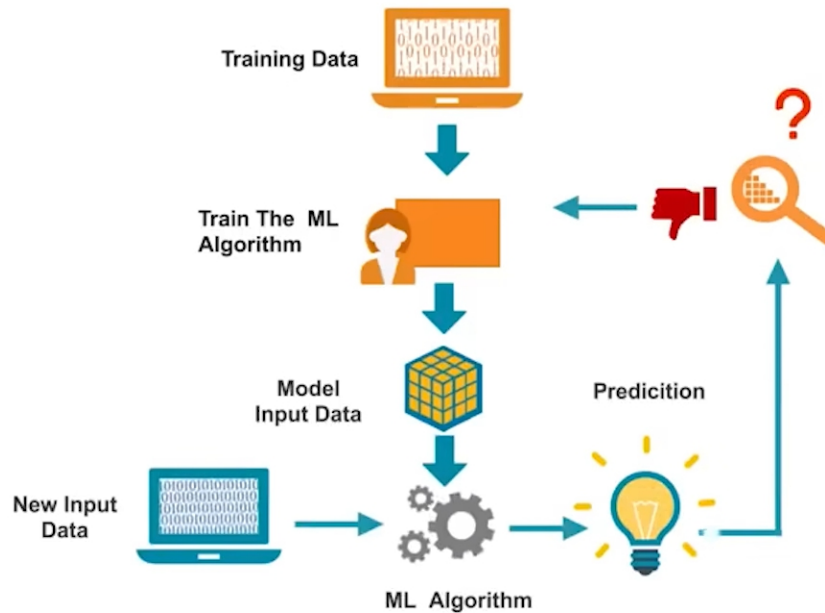 Training Data
?
Train The ML
Algorithm
Model
Input Data
Predicition
New Input
Data
ML Algorithm